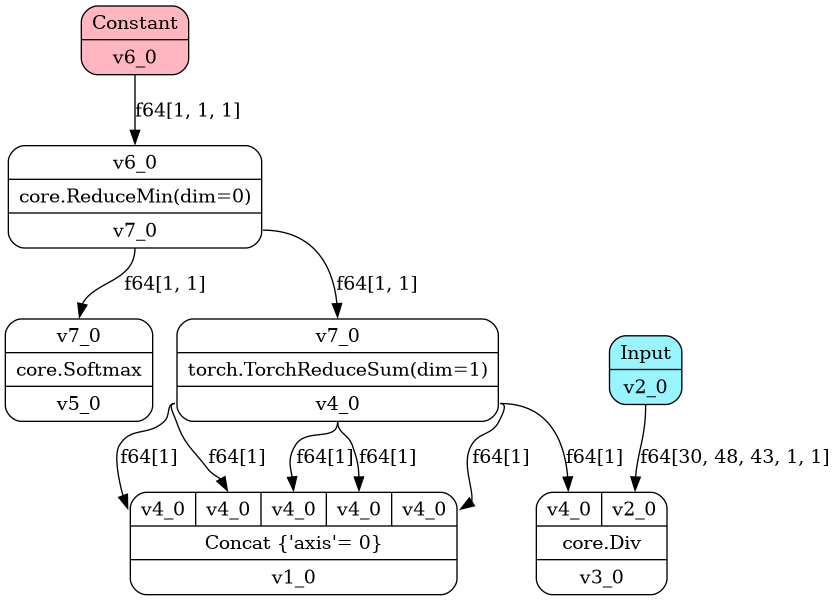 Constant
v6_0
f64[1, 1, 1]
v6_0
core.ReduceMin(dim=0)
v7_0
f64[1, 1]
f64[1, 1]
v7_0
core.Softmax
v5_0
v7_0
torch.TorchReduceSum(dim=1)
v4_0
Input
v2_0
f64[1]
f64[1]
f64[1]
f64[1]
f64[1]
f64[1]
f64[30, 48, 43, 1, 1]
v4_0 v4_0 v4_0 v4_0 v4_0
Concat {'axis'= 0}
v1_0
v4_0 v2_0
core.Div
v3_0